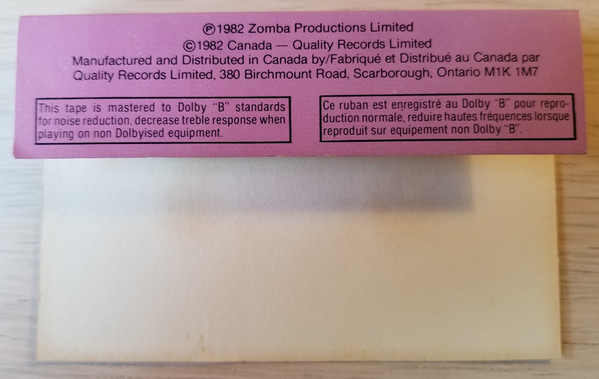 ℗1982 Zomba Productions Limited
©1982 Canada — Quality Records Limited
Manufactured and Distributed in Canada by/Fabriqué et Distribué au Canada par
Quality Records Limited, 380 Birchmount Road, Scarborough, Ontario M1K 1M7
This tape is mastered to Dolby "B" standards
for noise reduction, decrease treble response when
playing on non Dolbyised equipment.
Ce ruban est enregistré au Dolby "B" pour repro-
duction normale, reduire hautes fréquences lorsque
reproduit sur equipement non Dolby "B".